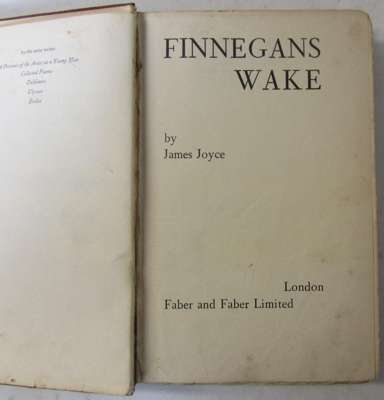 by the same writer
A Portrait of the Artist as a Young Man
Collected Poems
Dubliners
Ulysses
Exiles
FINNEGANS
WAKE
by
James Joyce
London
Faber and Faber Limited